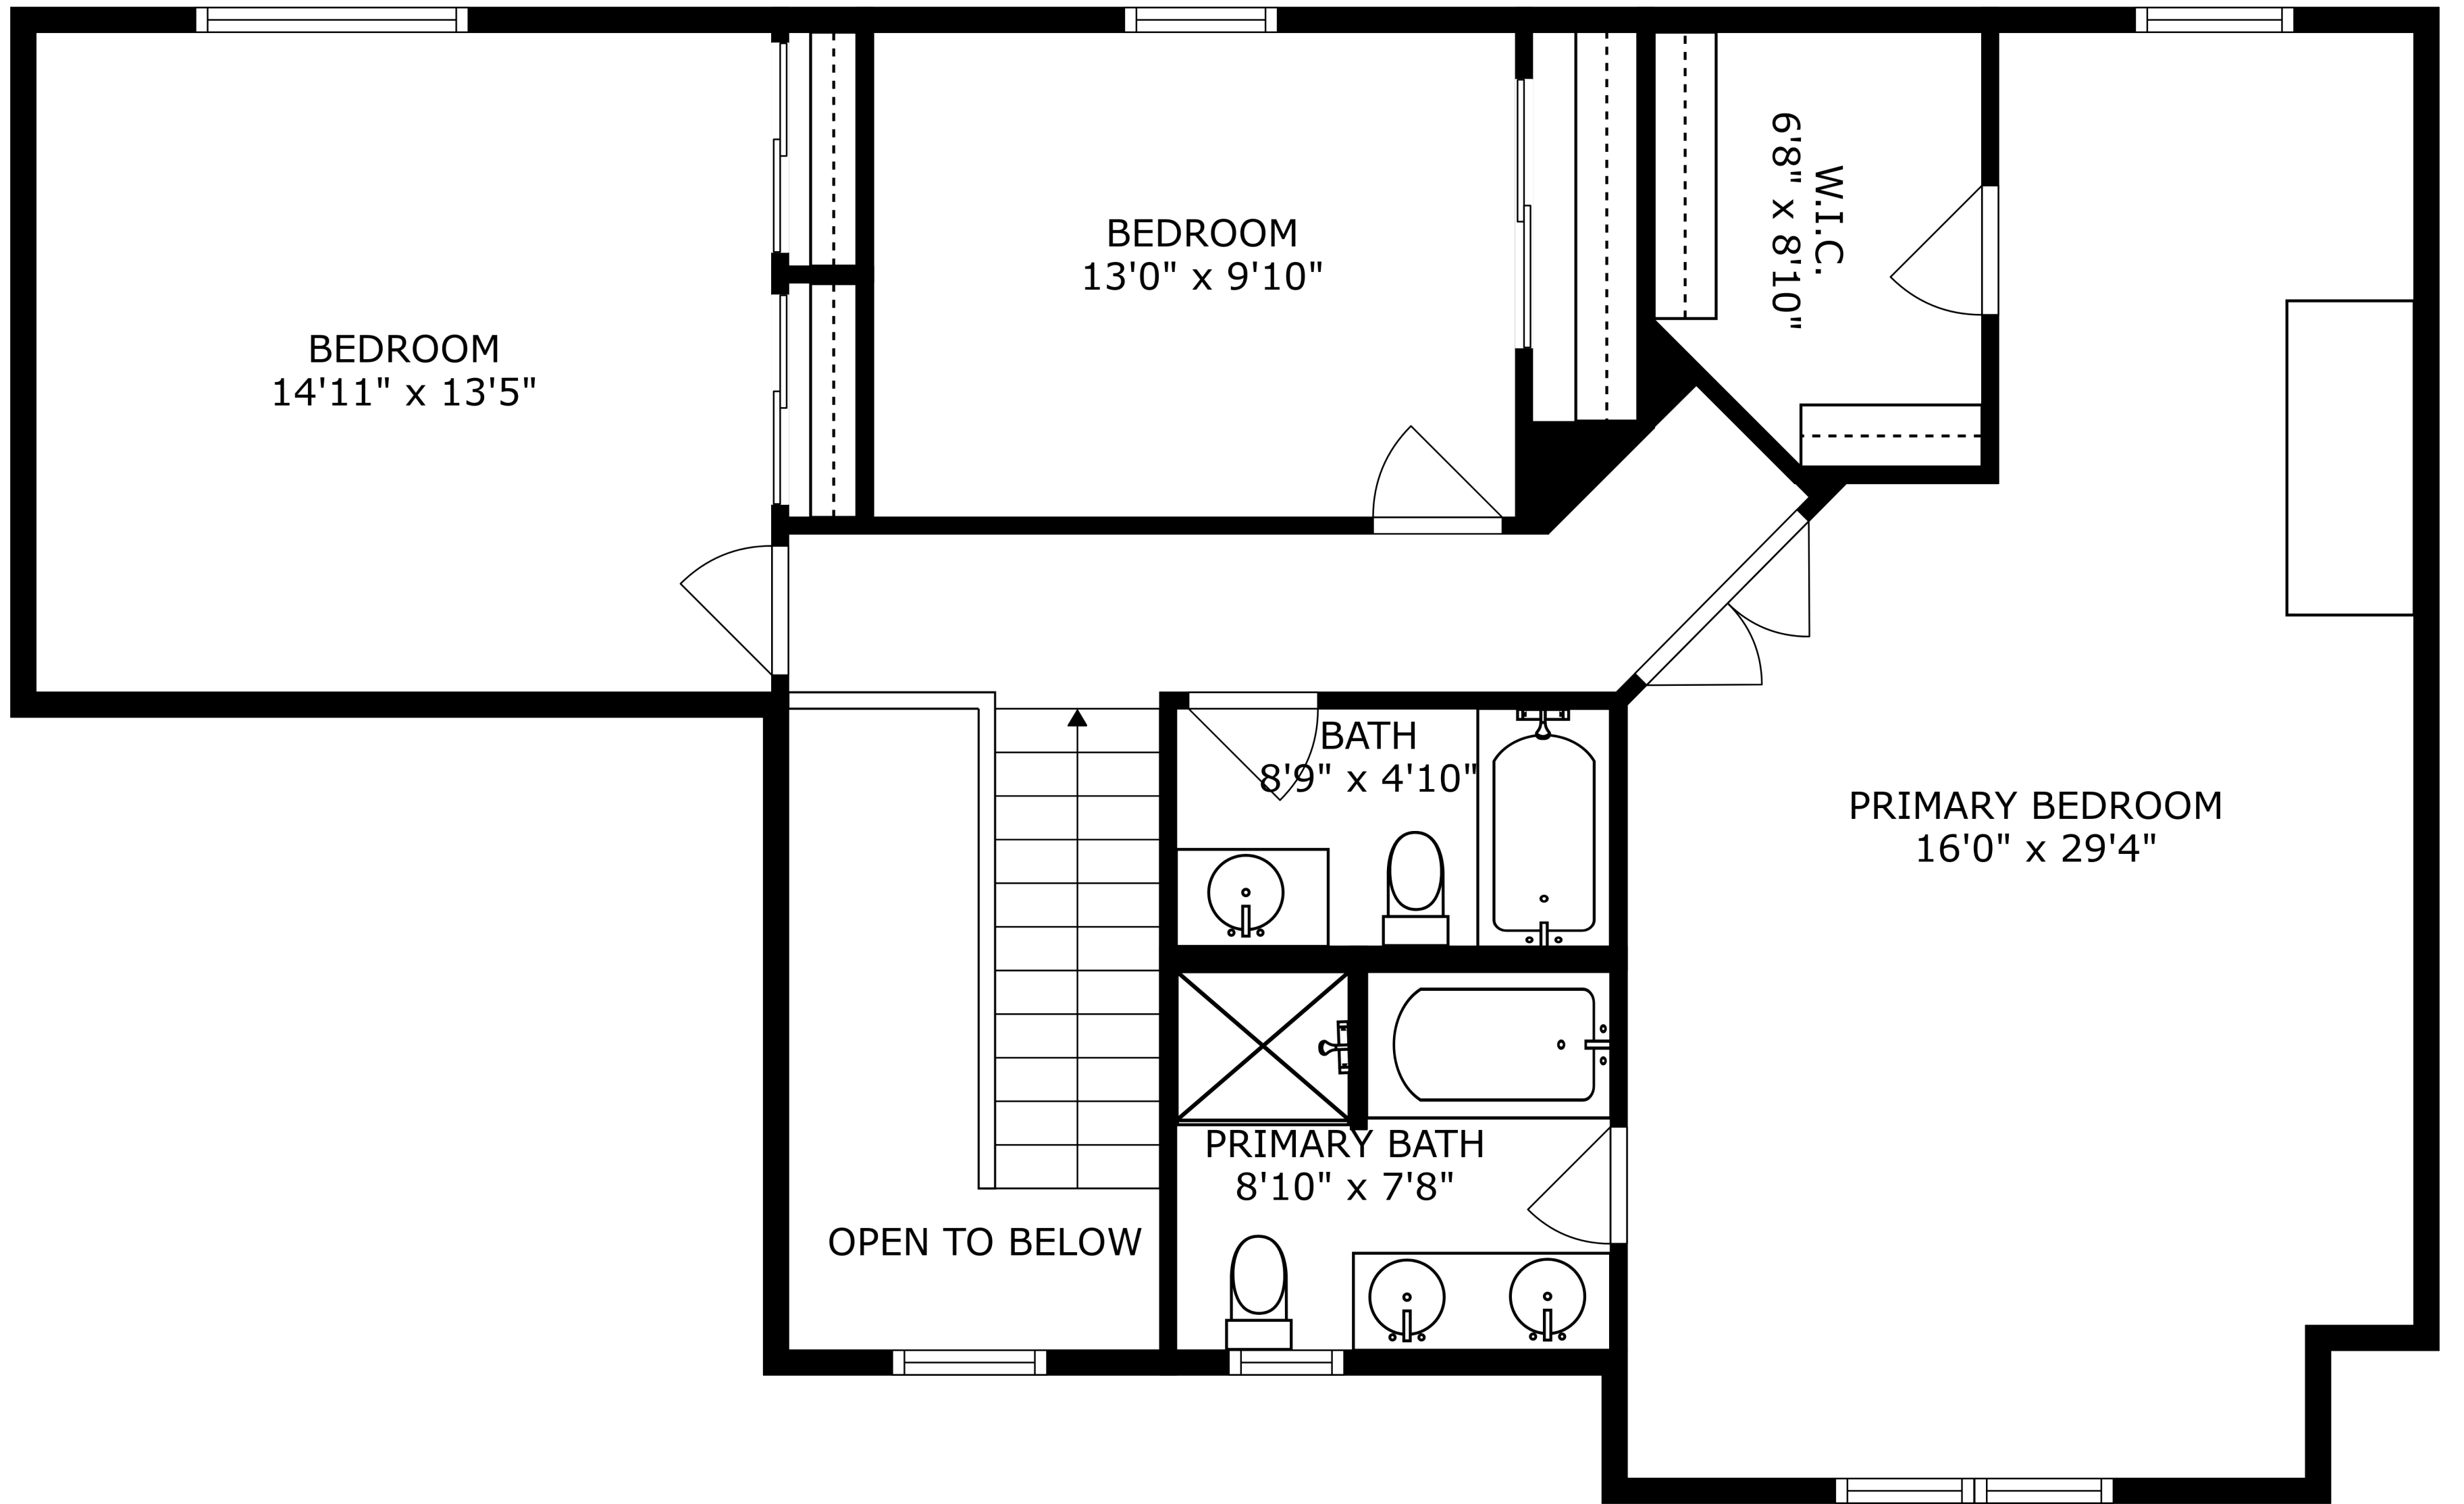 BEDROOM
14'11" x 13'5"
BEDROOM
13'0" x 9'10"
W.I.C.
6'8" x 8'10"
BATH
8'9" x 4'10"
PRIMARY BEDROOM
16'0" x 29'4"
PRIMARY BATH
8'10" x 7'8"
OPEN TO BELOW